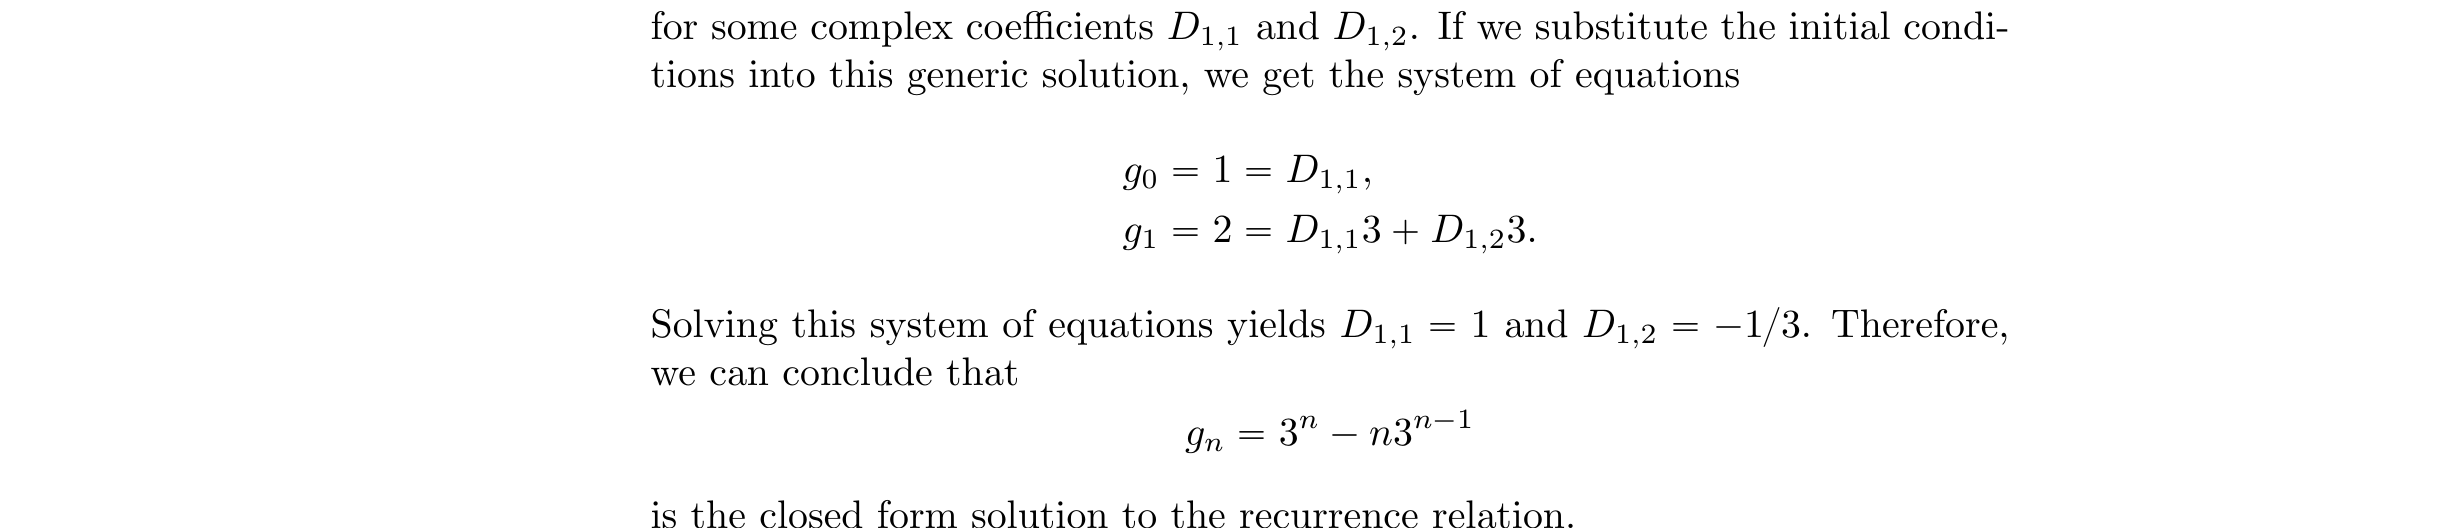 for some complex coefficients $D_{1,1}$ and $D_{1,2}$. If we substitute the initial condi-
tions into this generic solution, we get the system of equations
$g_0 = 1 = D_{1,1},$
$g_1 = 2 = D_{1,1}3 + D_{1,2}3.$
Solving this system of equations yields $D_{1,1} = 1$ and $D_{1,2} = -1/3$. Therefore,
we can conclude that
$g_n = 3^n - n3^{n-1}$
is the closed form solution to the recurrence relation.